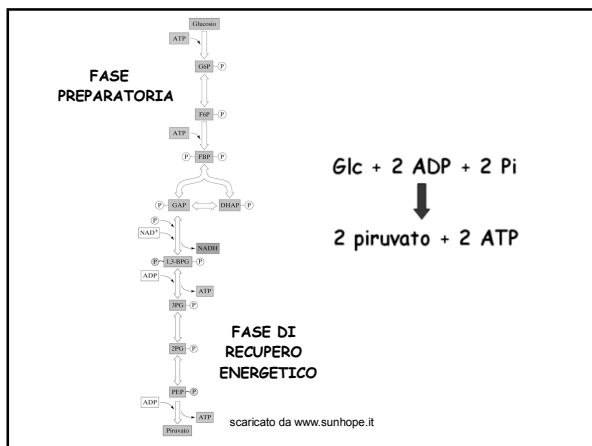 Glucosio
ATP
G6P P
FASE
PREPARATORIA
F6P P
ATP
P FBP P
Glc + 2 ADP + 2 Pi
2 piruvato + 2 ATP
P GAP DHAP P
P
NAD+
NADH
P 1,3-BPG P
ADP
ATP
3PG P
FASE DI
RECUPERO
ENERGETICO
2PG P
PEP P
ADP
ATP
Piruvato
scaricato da www.sunhope.it